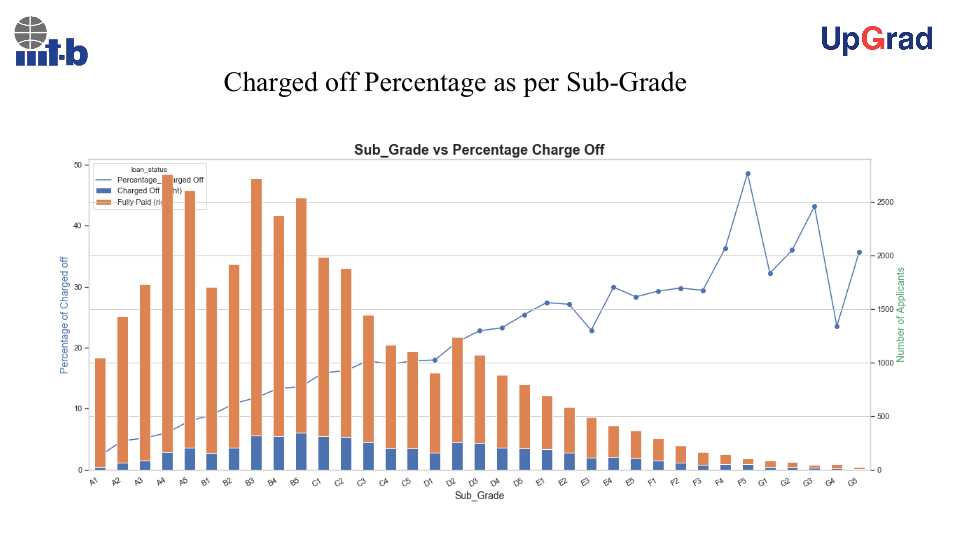 iiit-b
UpGrad
Charged off Percentage as per Sub-Grade
Sub_Grade vs Percentage Charge Off
loan_status
Charged Off
Fully Paid
50
40
30
20
10
0
Percentage of Charged off
2500
2000
1500
1000
500
0
Number of Applicants
A1 A2 A3 A4 A5 B1 B2 B3 B4 B5 C1 C2 C3 C4 C5 D1 D2 D3 D4 D5 E1 E2 E3 E4 E5 F1 F2 F3 F4 F5 G1 G2 G3 G4 G5
Sub_Grade